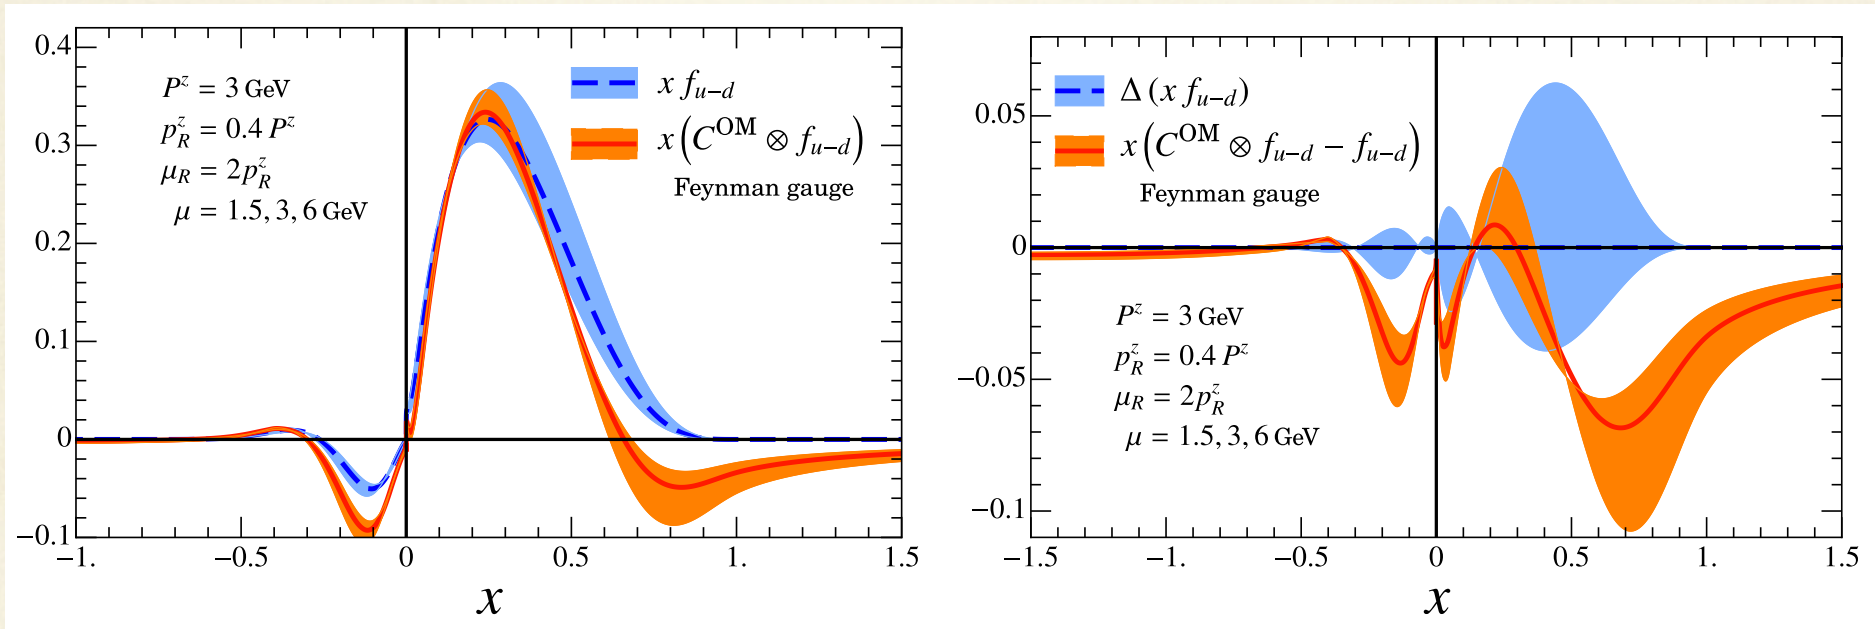 0.4
0.3
0.2
0.1
0
−0.1
−1.
−0.5
0
0.5
1.
1.5
x
P^z = 3 GeV
p_R^z = 0.4 P^z
μ_R = 2p_R^z
μ = 1.5, 3, 6 GeV
x f_{u−d}
x (C^{OM} ⊗ f_{u−d})
Feynman gauge
0.05
0
−0.05
−0.1
−1.5
−1.
−0.5
0
0.5
1.
1.5
x
Δ (x f_{u−d})
x (C^{OM} ⊗ f_{u−d} − f_{u−d})
Feynman gauge
P^z = 3 GeV
p_R^z = 0.4 P^z
μ_R = 2p_R^z
μ = 1.5, 3, 6 GeV